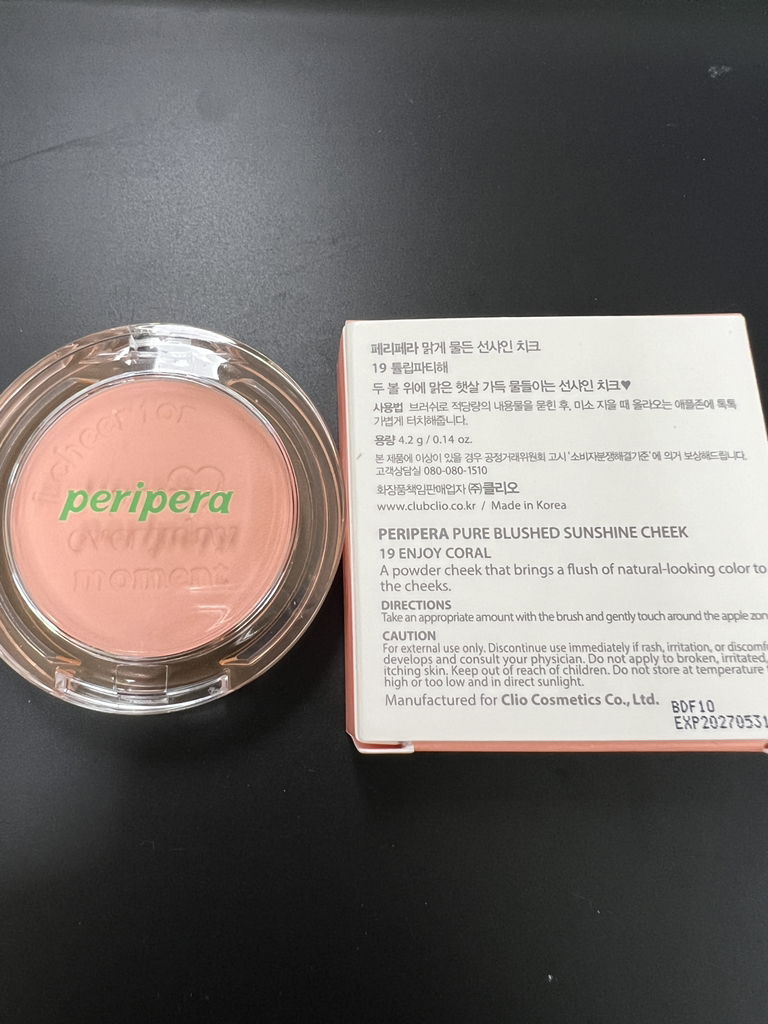 I cheer for
peripera
everyday
moment
페리페라 맑게 물든 선샤인 치크
19 튤립파티해
두 볼 위에 맑은 햇살 가득 물들이는 선샤인 치크♥
사용법 브러쉬로 적당량의 내용물을 묻힌 후, 미소 지을 때 올라오는 애플존에 톡톡
가볍게 터치해줍니다.
용량 4.2 g / 0.14 oz.
본 제품에 이상이 있을 경우 공정거래위원회 고시 '소비자분쟁해결기준' 에 의거 보상해드립니다.
고객상담실 080-080-1510
화장품책임판매업자 ㈜클리오
www.clubclio.co.kr / Made in Korea
PERIPERA PURE BLUSHED SUNSHINE CHEEK
19 ENJOY CORAL
A powder cheek that brings a flush of natural-looking color to
the cheeks.
DIRECTIONS
Take an appropriate amount with the brush and gently touch around the apple zon
CAUTION
For external use only. Discontinue use immediately if rash, irritation, or discomf
develops and consult your physician. Do not apply to broken, irritated,
itching skin. Keep out of reach of children. Do not store at temperature
high or too low and in direct sunlight.
Manufactured for Clio Cosmetics Co., Ltd.
BDF10
EXP20270531